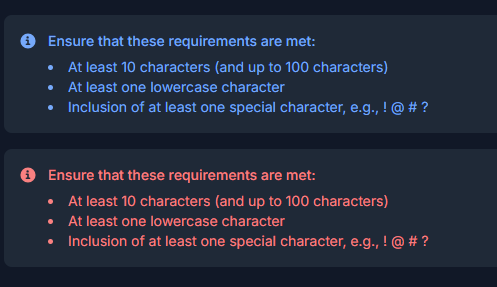 Ensure that these requirements are met:
At least 10 characters (and up to 100 characters)
At least one lowercase character
Inclusion of at least one special character, e.g., ! @ # ?
Ensure that these requirements are met:
At least 10 characters (and up to 100 characters)
At least one lowercase character
Inclusion of at least one special character, e.g., ! @ # ?